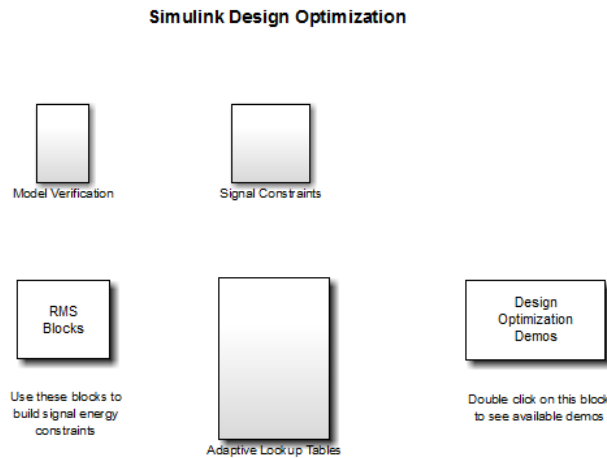 Simulink Design Optimization
Model Verification
Signal Constraints
RMS
Blocks
Use these blocks to
build signal energy
constraints
Adaptive Lookup Tables
Design
Optimization
Demos
Double click on this block
to see available demos